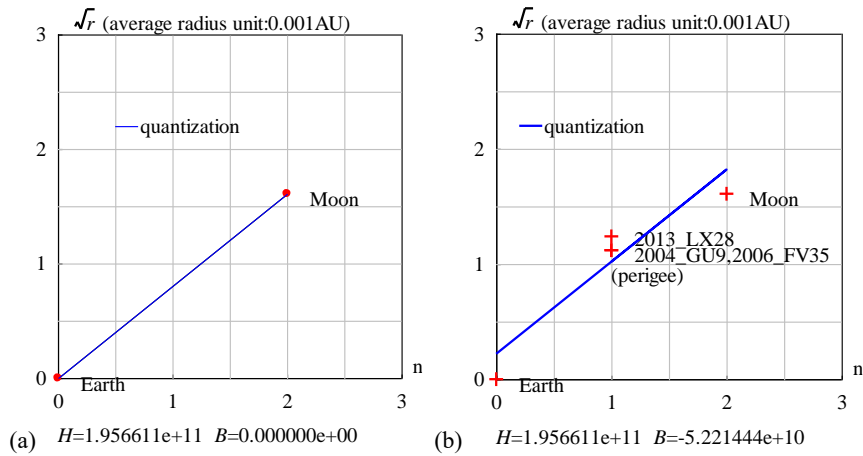 √r (average radius unit:0.001AU)
3
quantization
2
Moon
1
0
Earth
n
0 1 2 3
(a) H=1.956611e+11 B=0.000000e+00
√r (average radius unit:0.001AU)
3
quantization
2
Moon
2013_LX28
2004_GU9,2006_FV35
1
(perigee)
0
Earth
n
0 1 2 3
(b) H=1.956611e+11 B=-5.221444e+10